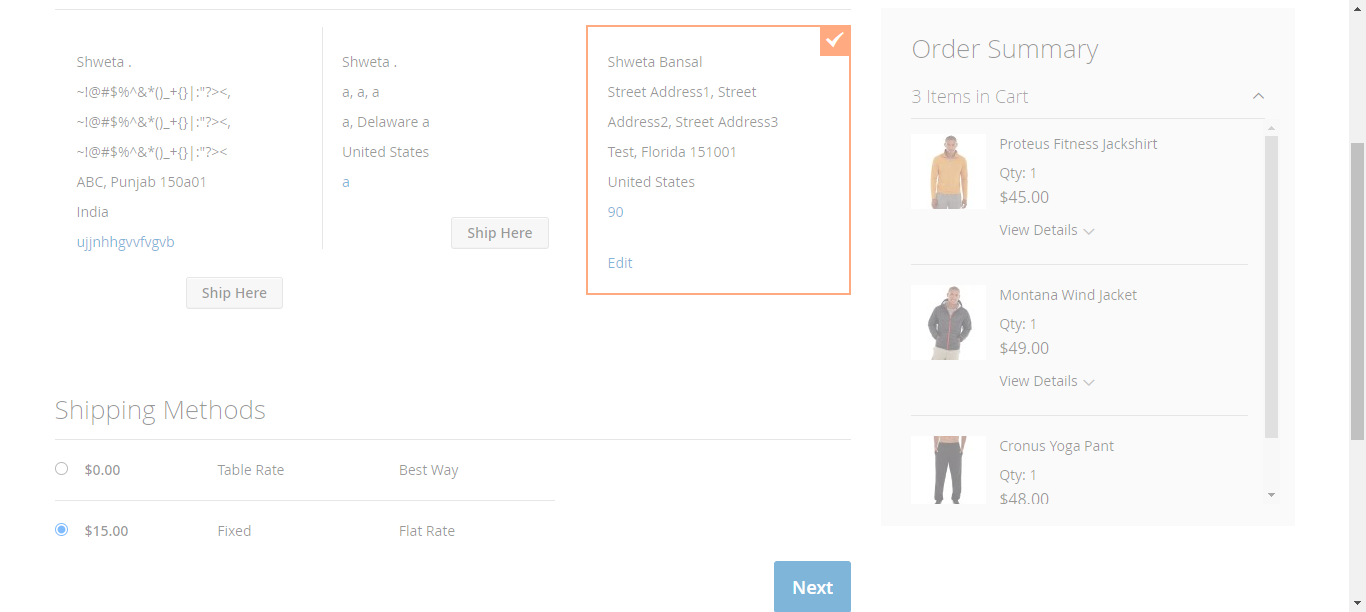 Shweta .
~!@#$%^&*()_+{}|:"?><,
~!@#$%^&*()_+{}|:"?><,
~!@#$%^&*()_+{}|:"?><
ABC, Punjab 150a01
India
ujjnhhgvvfvgvb
Ship Here
Shweta .
a, a, a
a, Delaware a
United States
a
Ship Here
Shweta Bansal
Street Address1, Street
Address2, Street Address3
Test, Florida 151001
United States
90
Edit
Shipping Methods
$0.00 Table Rate Best Way
$15.00 Fixed Flat Rate
Next
Order Summary
3 Items in Cart
Proteus Fitness Jackshirt
Qty: 1
$45.00
View Details
Montana Wind Jacket
Qty: 1
$49.00
View Details
Cronus Yoga Pant
Qty: 1
$48.00